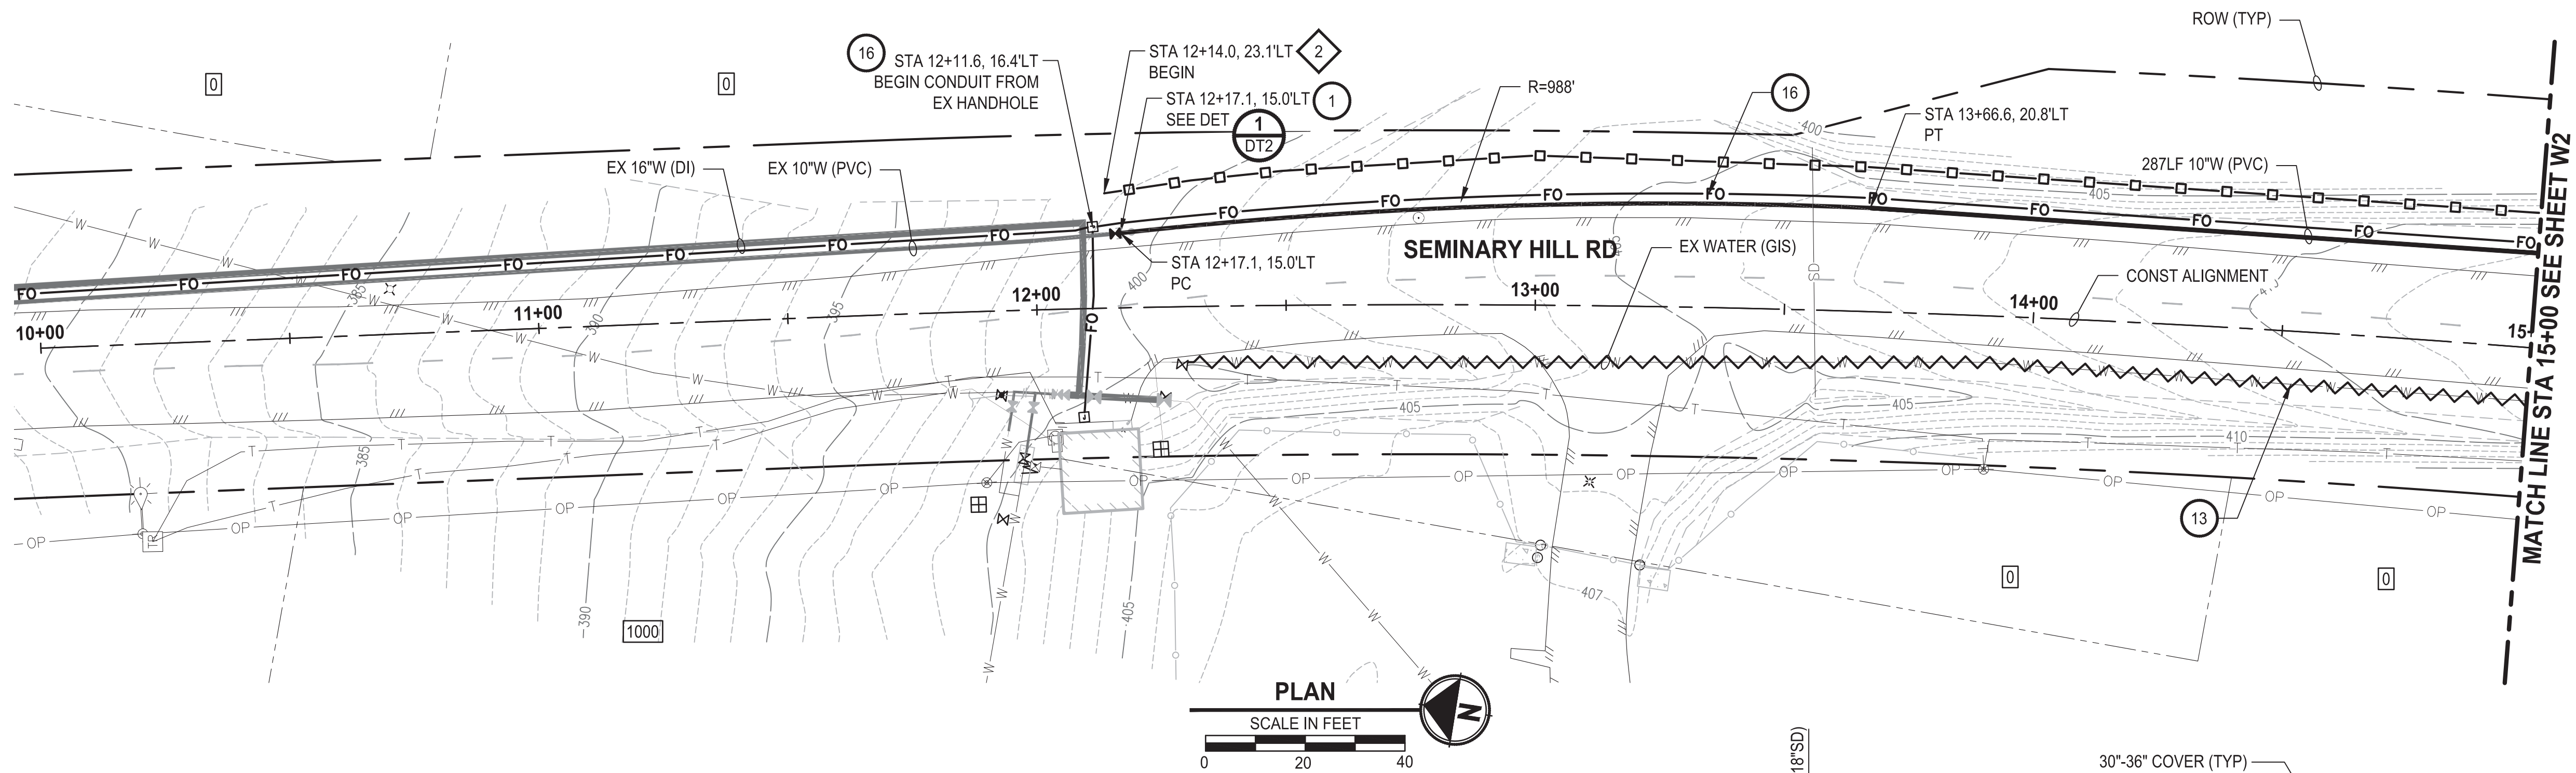 ROW (TYP)
16
STA 12+11.6, 16.4'LT
BEGIN CONDUIT FROM
EX HANDHOLE
STA 12+14.0, 23.1'LT
BEGIN
2
STA 12+17.1, 15.0'LT
SEE DET
1
1
DT2
R=988'
16
STA 13+66.6, 20.8'LT
PT
0
0
400
EX 16"W (DI)
EX 10"W (PVC)
287LF 10"W (PVC)
405
FO FO FO FO FO FO FO
FO FO FO FO FO FO FO FO FO
STA 12+17.1, 15.0'LT
PC
SEMINARY HILL RD
EX WATER (GIS)
CONST ALIGNMENT
SD
400
10+00
11+00
12+00
13+00
14+00
15+
385
390
395
FO
W W W W W W W W
T T T T T T T
405
405
410
385
OP OP OP OP OP OP OP OP OP OP OP OP OP
TR
13
0
0
390
1000
405
407
W W W W
MATCH LINE STA 15+00 SEE SHEET W2
PLAN
SCALE IN FEET
N
0 20 40
18"SD)
30"-36" COVER (TYP)